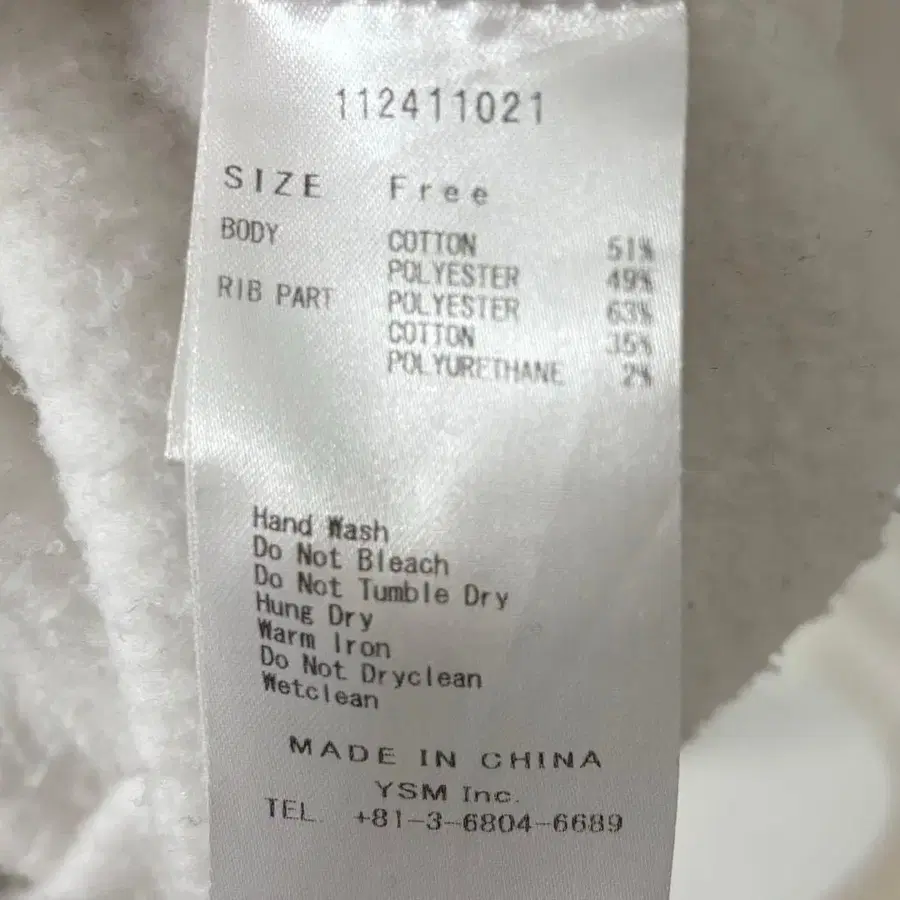 112411021
SIZE Free
BODY COTTON 51%
POLYESTER 49%
RIB PART POLYESTER 63%
COTTON 35%
POLYURETHANE 2%
Hand Wash
Do Not Bleach
Do Not Tumble Dry
Hung Dry
Warm Iron
Do Not Dryclean
Wetclean
MADE IN CHINA
YSM Inc.
TEL. +81-3-6804-6689